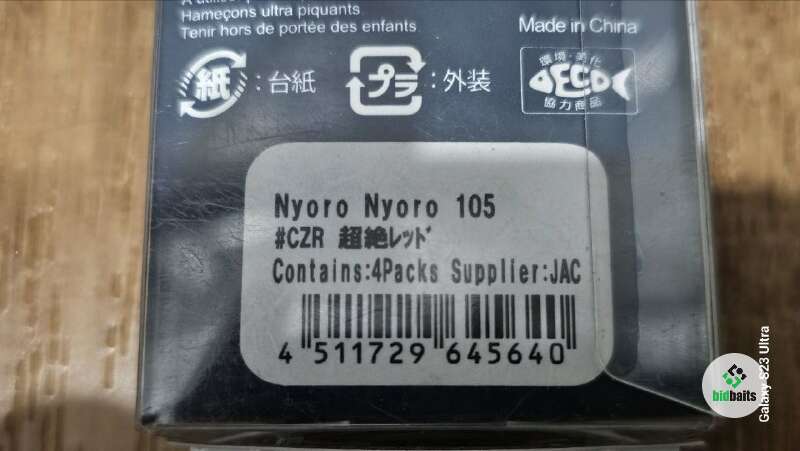 Hameçons ultra piquants
Tenir hors de portée des enfants
Made in China
紙 : 台紙
プラ : 外装
環境・美化
ECO
協力商品
Nyoro Nyoro 105
#CZR 超絶ﾚｯﾄﾞ
Contains:4Packs Supplier:JAC
4 511729 645640
bidbaits
Galaxy S23 Ultra